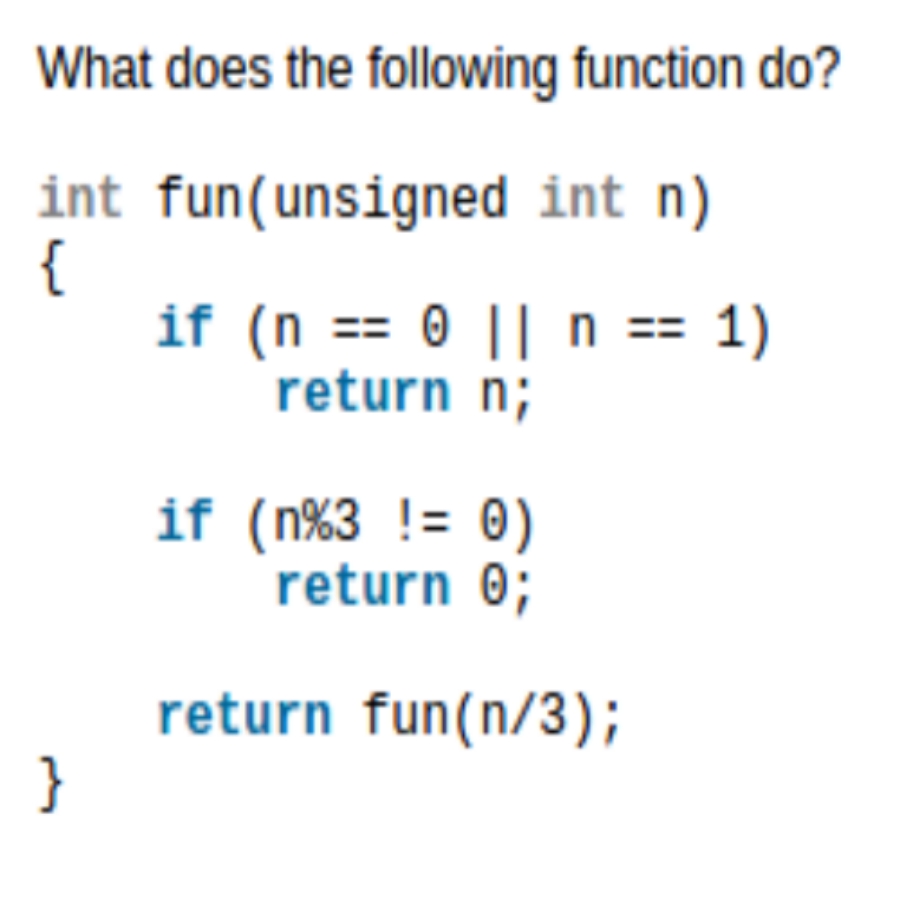 What does the following function do?
int fun(unsigned int n)
{
    if (n == 0 || n == 1)
        return n;
    if (n%3 != 0)
        return 0;
    return fun(n/3);
}